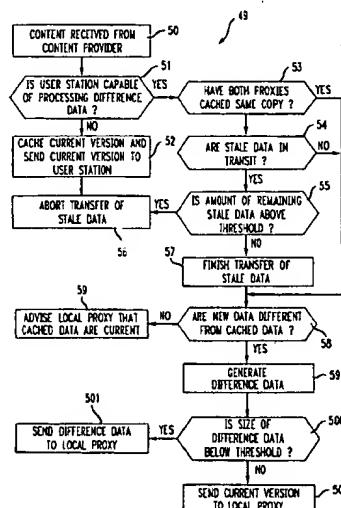 49
CONTENT RECEIVED FROM
CONTENT PROVIDER
50
51
IS USER STATION CAPABLE
OF PROCESSING DIFFERENCE
DATA ?
YES
NO
53
HAVE BOTH PROXIES
CACHED SAME COPY ?
YES
54
ARE STALE DATA IN
TRANSIT ?
NO
YES
CACHE CURRENT VERSION AND
SEND CURRENT VERSION TO
USER STATION
52
55
IS AMOUNT OF REMAINING
STALE DATA ABOVE
THRESHOLD ?
YES
NO
ABORT TRANSFER OF
STALE DATA
56
57
FINISH TRANSFER OF
STALE DATA
59
ADVISE LOCAL PROXY THAT
CACHED DATA ARE CURRENT
NO
ARE NEW DATA DIFFERENT
FROM CACHED DATA ?
58
YES
GENERATE
DIFFERENCE DATA
59
501
SEND DIFFERENCE DATA
TO LOCAL PROXY
YES
IS SIZE OF
DIFFERENCE DATA
BELOW THRESHOLD ?
NO
SEND CURRENT VERSION
TO LOCAL PROXY